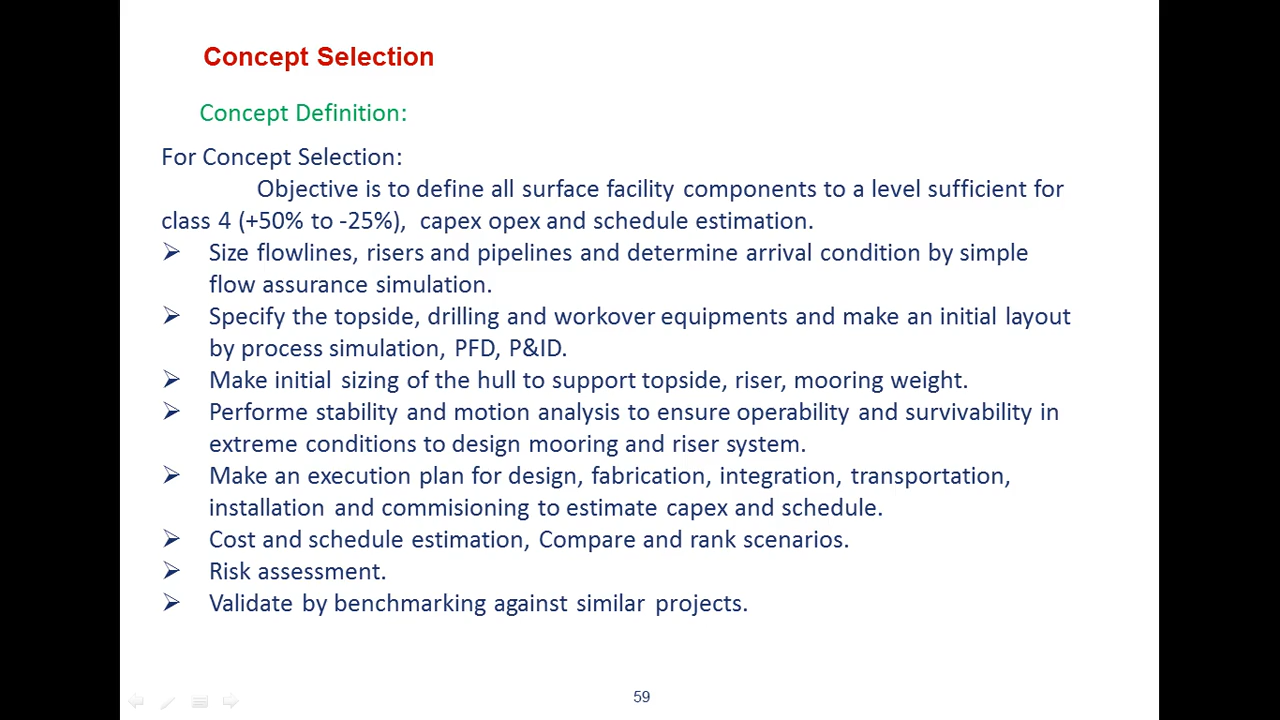 Concept Selection
Concept Definition:
For Concept Selection:
Objective is to define all surface facility components to a level sufficient for
class 4 (+50% to -25%), capex opex and schedule estimation.
➢ Size flowlines, risers and pipelines and determine arrival condition by simple
flow assurance simulation.
➢ Specify the topside, drilling and workover equipments and make an initial layout
by process simulation, PFD, P&ID.
➢ Make initial sizing of the hull to support topside, riser, mooring weight.
➢ Performe stability and motion analysis to ensure operability and survivability in
extreme conditions to design mooring and riser system.
➢ Make an execution plan for design, fabrication, integration, transportation,
installation and commisioning to estimate capex and schedule.
➢ Cost and schedule estimation, Compare and rank scenarios.
➢ Risk assessment.
➢ Validate by benchmarking against similar projects.
59